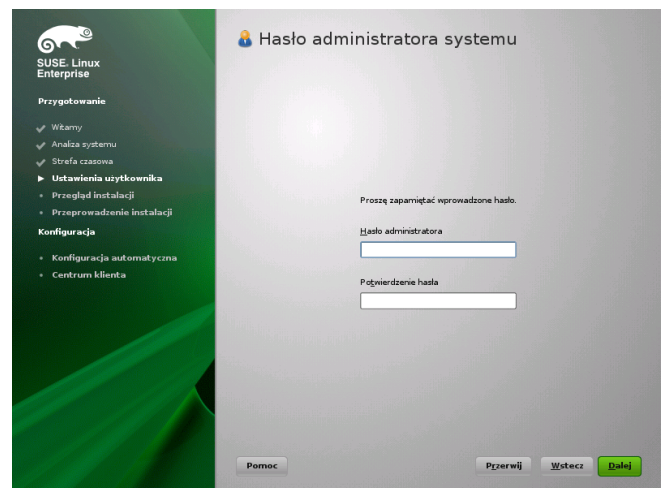 SUSE. Linux
Enterprise
Przygotowanie
Witamy
Analiza systemu
Strefa czasowa
Ustawienia użytkownika
Przegląd instalacji
Przeprowadzenie instalacji
Konfiguracja
Konfiguracja automatyczna
Centrum klienta
Hasło administratora systemu
Proszę zapamiętać wprowadzone hasło.
Hasło administratora
Potwierdzenie hasła
Pomoc
Przerwij
Wstecz
Dalej